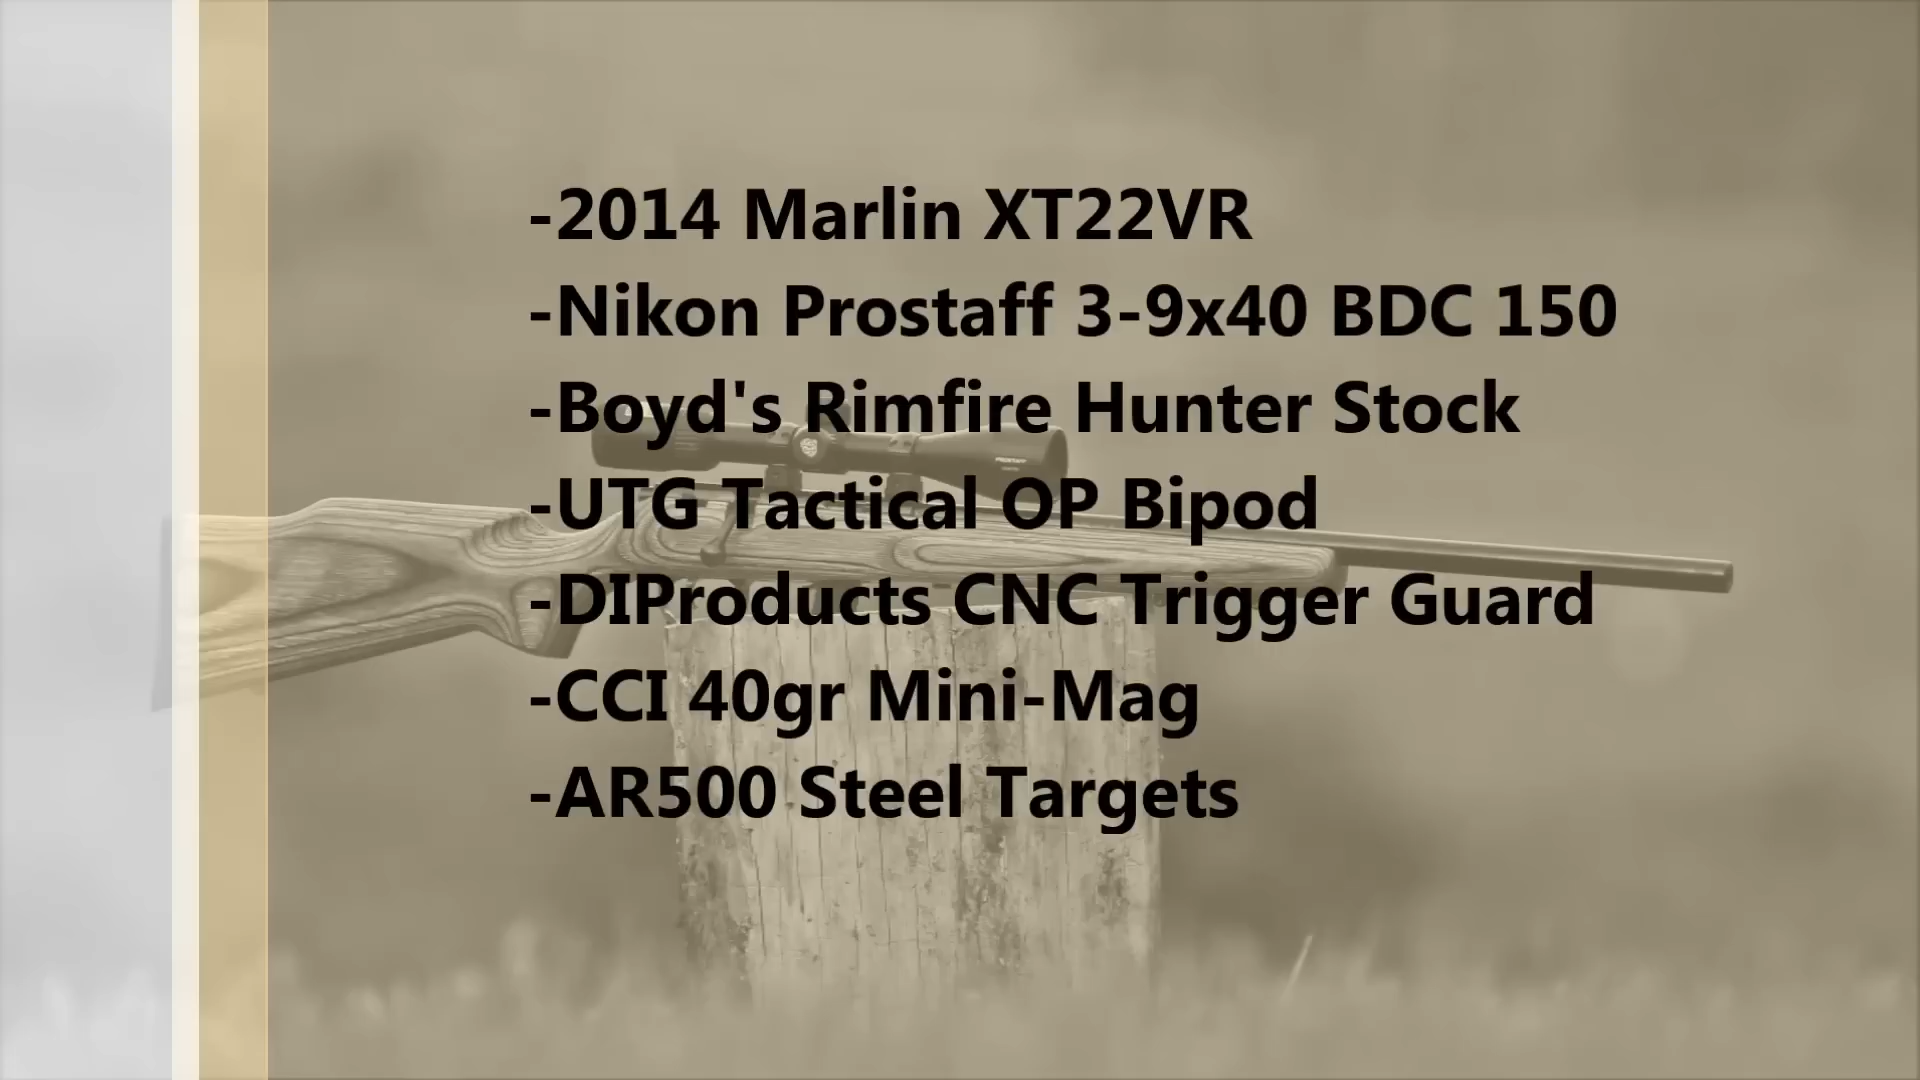 -2014 Marlin XT22VR
-Nikon Prostaff 3-9x40 BDC 150
-Boyd's Rimfire Hunter Stock
-UTG Tactical OP Bipod
-DIProducts CNC Trigger Guard
-CCI 40gr Mini-Mag
-AR500 Steel Targets